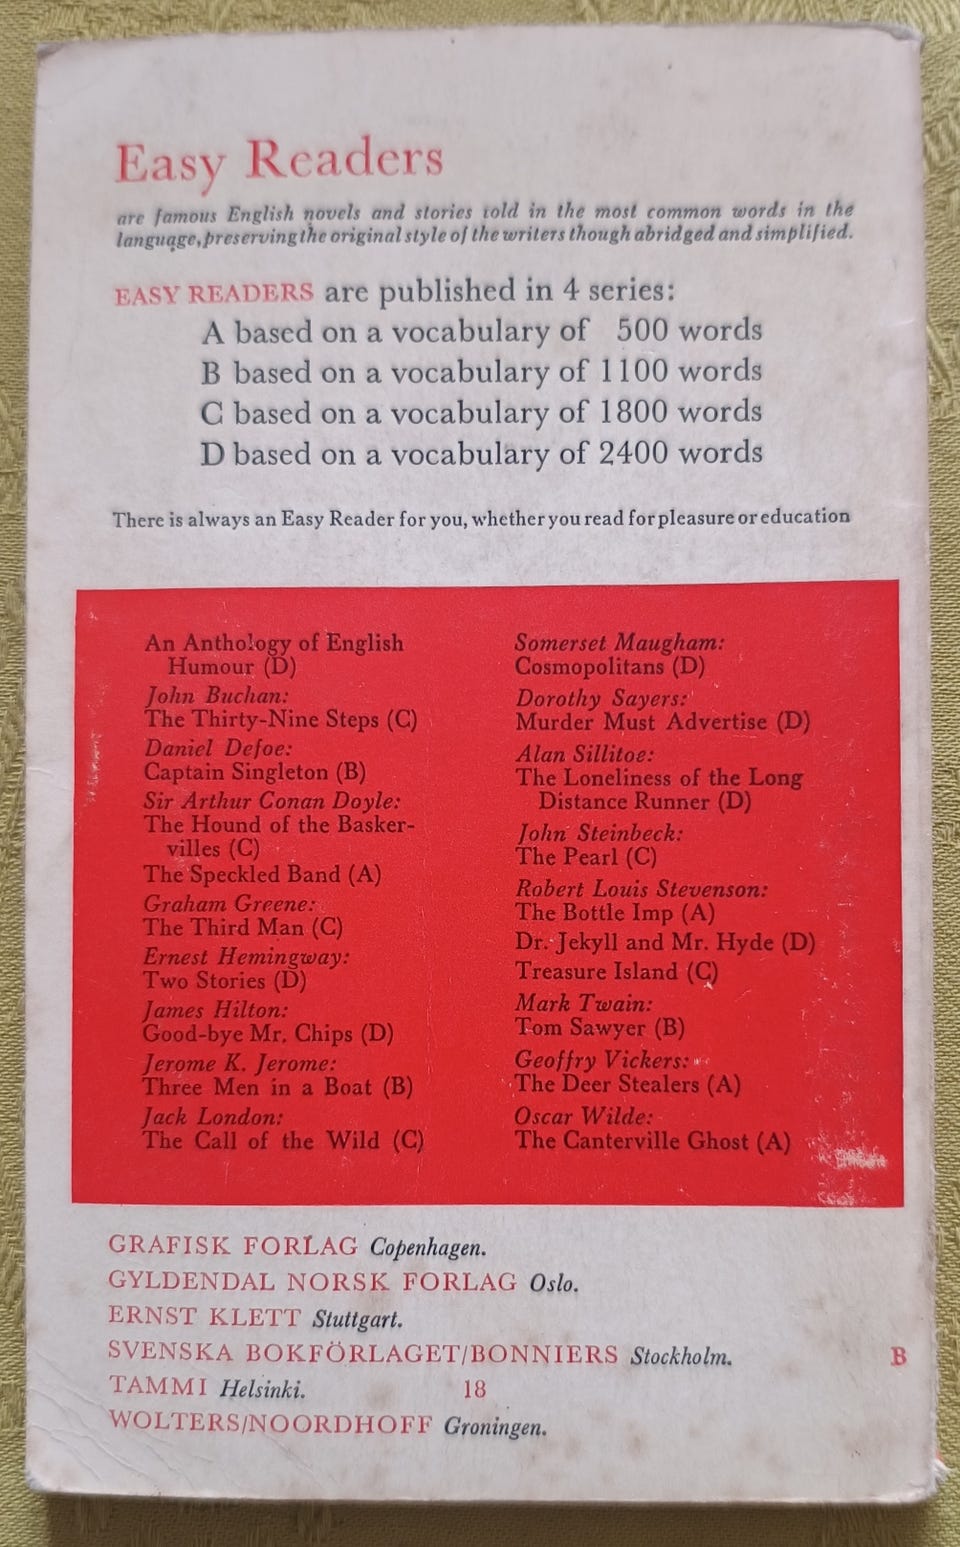 Easy Readers
are famous English novels and stories told in the most common words in the
language, preserving the original style of the writers though abridged and simplified.
EASY READERS are published in 4 series:
A based on a vocabulary of 500 words
B based on a vocabulary of 1100 words
C based on a vocabulary of 1800 words
D based on a vocabulary of 2400 words
There is always an Easy Reader for you, whether you read for pleasure or education
An Anthology of English
Humour (D)
John Buchan:
The Thirty-Nine Steps (C)
Daniel Defoe:
Captain Singleton (B)
Sir Arthur Conan Doyle:
The Hound of the Basker-
villes (C)
The Speckled Band (A)
Graham Greene:
The Third Man (C)
Ernest Hemingway:
Two Stories (D)
James Hilton:
Good-bye Mr. Chips (D)
Jerome K. Jerome:
Three Men in a Boat (B)
Jack London:
The Call of the Wild (C)
Somerset Maugham:
Cosmopolitans (D)
Dorothy Sayers:
Murder Must Advertise (D)
Alan Sillitoe:
The Loneliness of the Long
Distance Runner (D)
John Steinbeck:
The Pearl (C)
Robert Louis Stevenson:
The Bottle Imp (A)
Dr. Jekyll and Mr. Hyde (D)
Treasure Island (C)
Mark Twain:
Tom Sawyer (B)
Geoffry Vickers:
The Deer Stealers (A)
Oscar Wilde:
The Canterville Ghost (A)
GRAFISK FORLAG Copenhagen.
GYLDENDAL NORSK FORLAG Oslo.
ERNST KLETT Stuttgart.
SVENSKA BOKFÖRLAGET/BONNIERS Stockholm. B
TAMMI Helsinki. 18
WOLTERS/NOORDHOFF Groningen.